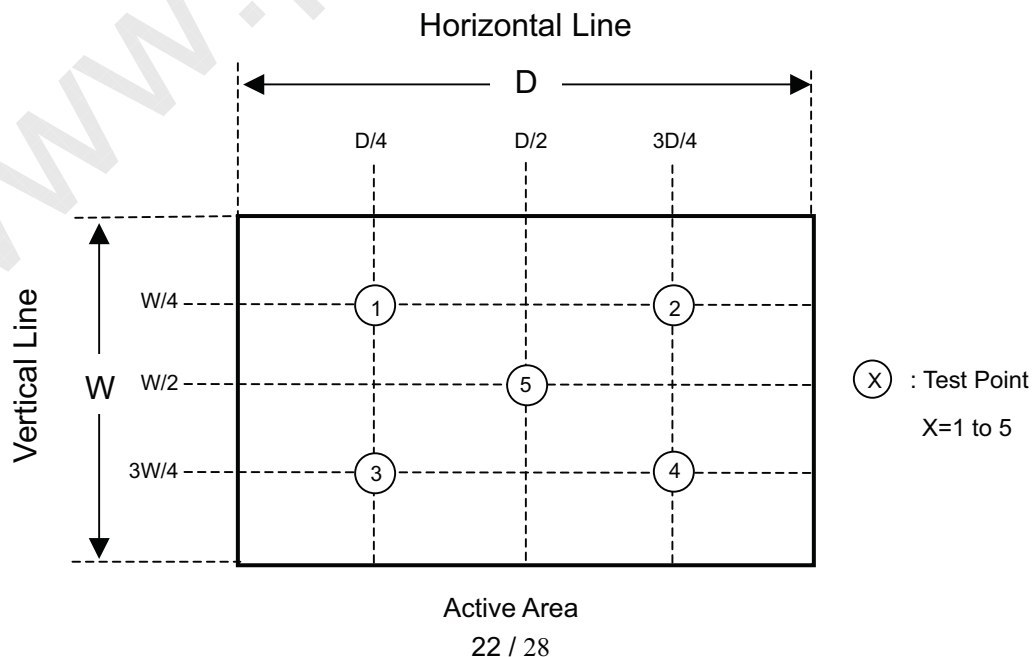 Horizontal Line
D
D/4 D/2 3D/4
Vertical Line
W
W/4
W/2
3W/4
1 2
5
3 4
X : Test Point
X=1 to 5
Active Area
22 / 28